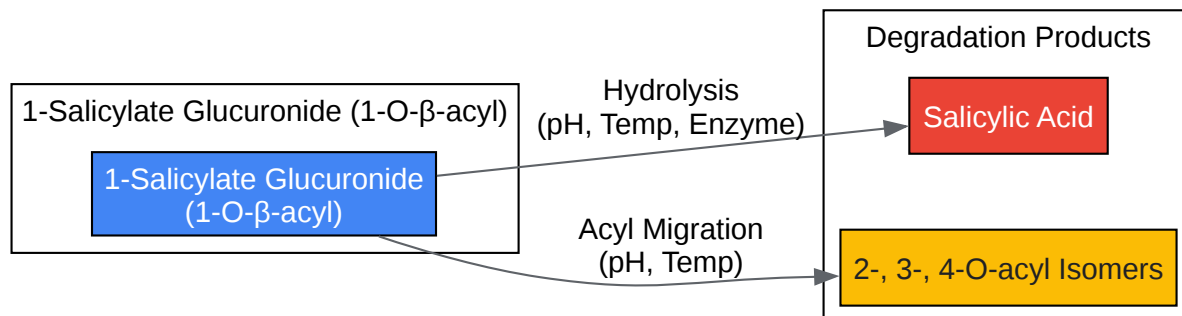 1-Salicylate Glucuronide (1-O-β-acyl)
1-Salicylate Glucuronide
(1-O-β-acyl)
Hydrolysis
(pH, Temp, Enzyme)
Acyl Migration
(pH, Temp)
Degradation Products
Salicylic Acid
2-, 3-, 4-O-acyl Isomers